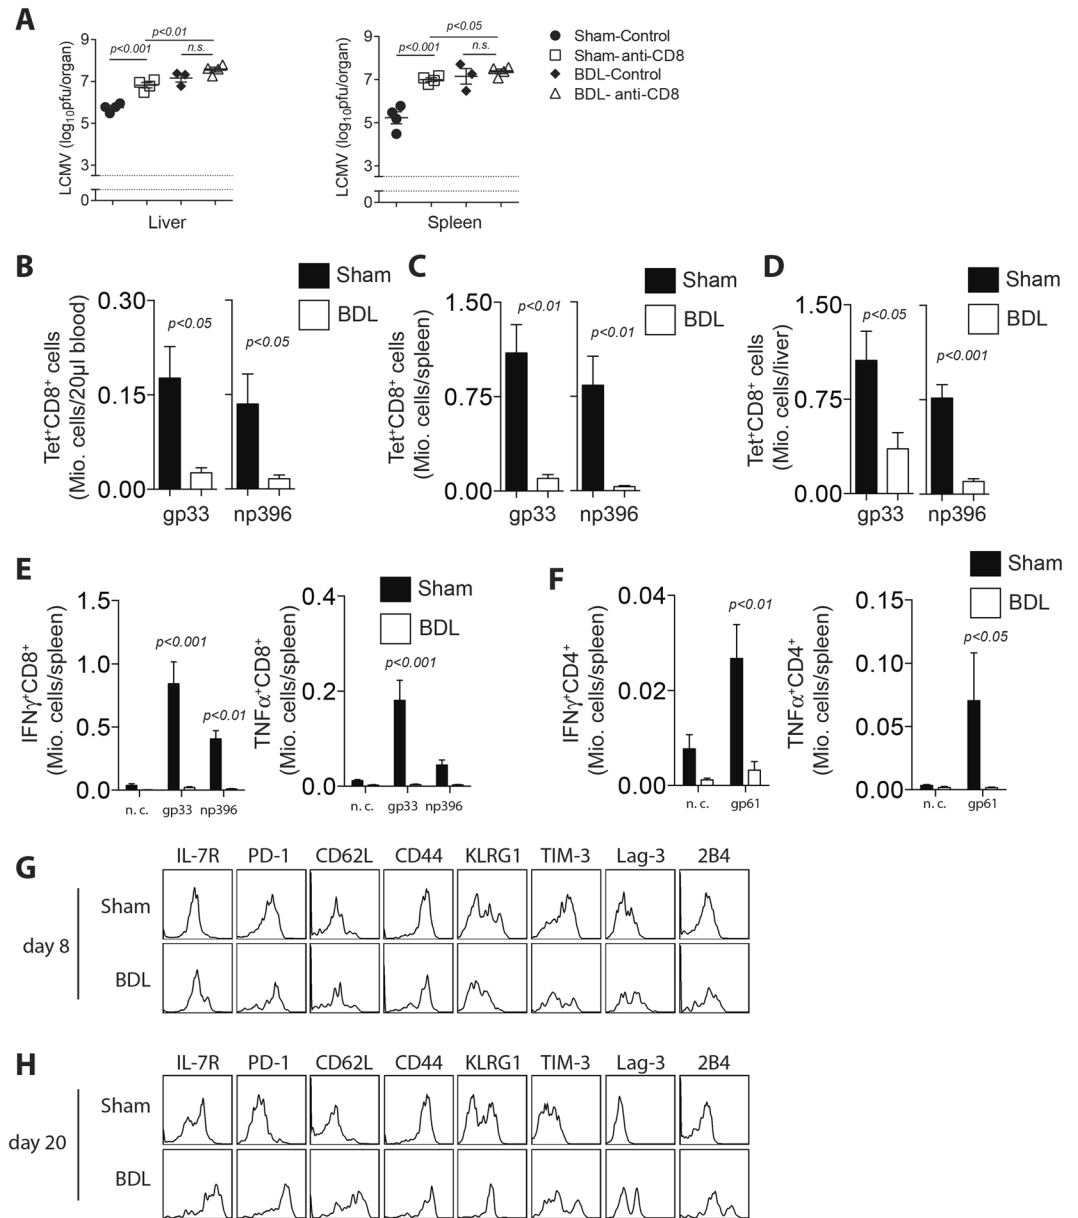 A
LCMV (log10pfu/organ)
9
7
5
3
0
p<0.001
p<0.01
n.s.
Liver
LCMV (log10pfu/organ)
9
7
5
3
0
p<0.001
p<0.05
n.s.
Spleen
Sham-Control
Sham-anti-CD8
BDL-Control
BDL- anti-CD8
B
Sham
BDL
Tet+CD8+ cells
(Mio. cells/20µl blood)
0.30
0.15
0.00
p<0.05
p<0.05
gp33
np396
C
Sham
BDL
Tet+CD8+ cells
(Mio. cells/spleen)
1.50
0.75
0.00
p<0.01
p<0.01
gp33
np396
D
Sham
BDL
Tet+CD8+ cells
(Mio. cells/liver)
1.50
0.75
0.00
p<0.05
p<0.001
gp33
np396
E
IFNγ+CD8+
(Mio. cells/spleen)
1.5
1.0
0.5
0.0
p<0.001
p<0.01
n. c.
gp33
np396
Sham
BDL
TNFα+CD8+
(Mio. cells/spleen)
0.4
0.2
0.0
p<0.001
n. c.
gp33
np396
F
IFNγ+CD4+
(Mio. cells/spleen)
0.04
0.02
0.00
p<0.01
n. c.
gp61
Sham
BDL
TNFα+CD4+
(Mio. cells/spleen)
0.15
0.10
0.05
0.00
p<0.05
n. c.
gp61
G
IL-7R PD-1 CD62L CD44 KLRG1 TIM-3 Lag-3 2B4
Sham
day 8
BDL
H
IL-7R PD-1 CD62L CD44 KLRG1 TIM-3 Lag-3 2B4
Sham
day 20
BDL